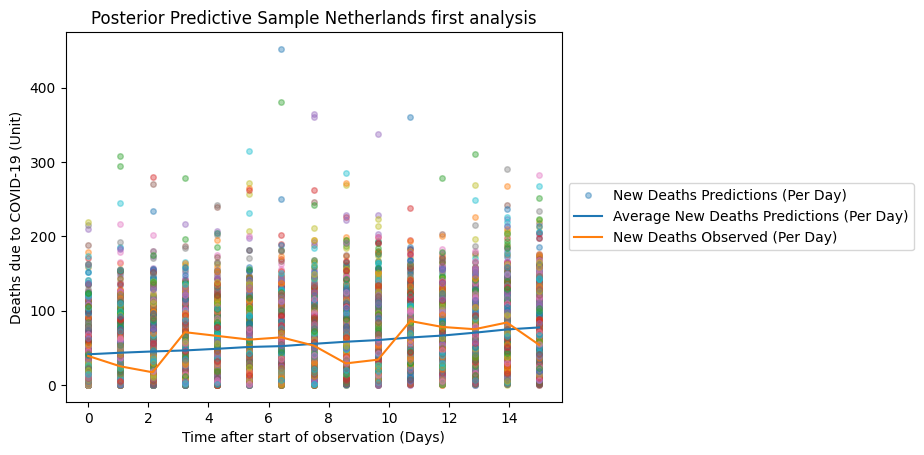 Posterior Predictive Sample Netherlands first analysis
Deaths due to COVID-19 (Unit)
400
300
200
100
0
0 2 4 6 8 10 12 14
Time after start of observation (Days)
New Deaths Predictions (Per Day)
Average New Deaths Predictions (Per Day)
New Deaths Observed (Per Day)